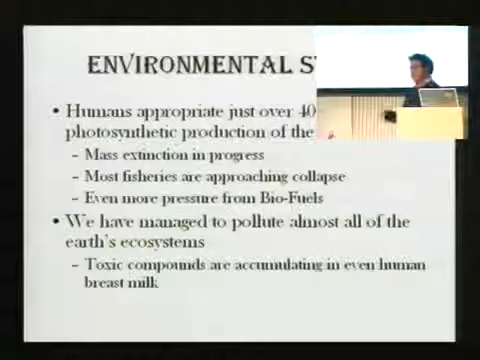 ENVIRONMENTAL
• Humans appropriate just over 40
photosynthetic production of the
– Mass extinction in progress
– Most fisheries are approaching collapse
– Even more pressure from Bio-Fuels
• We have managed to pollute almost all of the
earth's ecosystems
– Toxic compounds are accumulating in even human
breast milk